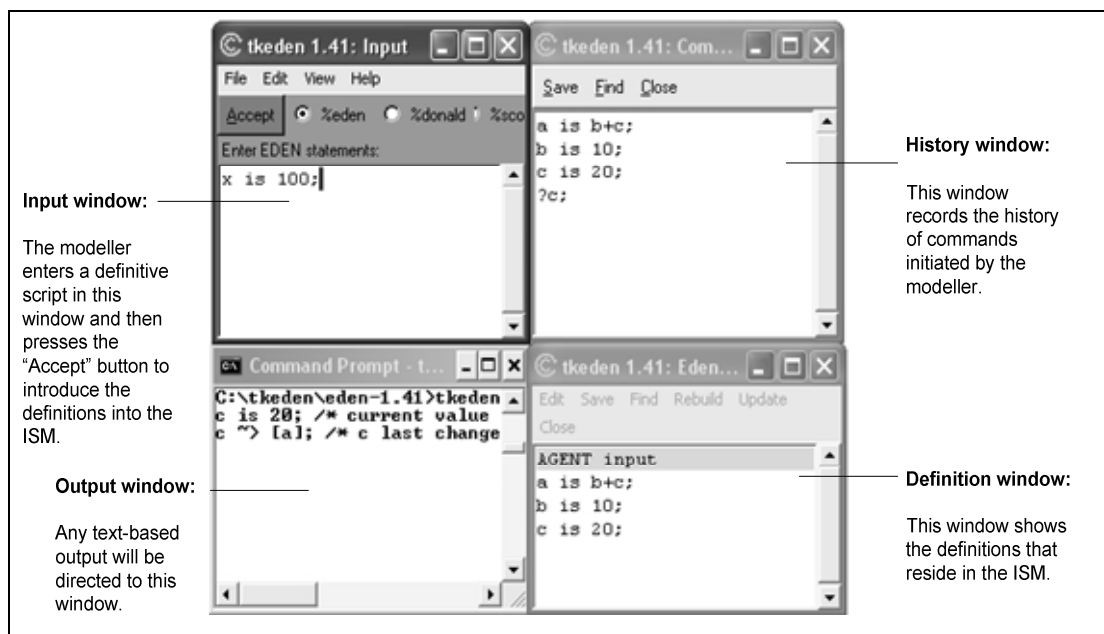 tkeden 1.41: Input
File Edit View Help
Accept %eden %donald %sco
Enter EDEN statements:
x is 100;
tkeden 1.41: Com...
Save Find Close
a is b+c;
b is 10;
c is 20;
?c;
Input window:
The modeller
enters a definitive
script in this
window and then
presses the
“Accept” button to
introduce the
definitions into the
ISM.
History window:
This window
records the history
of commands
initiated by the
modeller.
Command Prompt - t...
C:\tkeden\eden-1.41>tkeden
c is 20; /* current value
c ~> [a]; /* c last change
tkeden 1.41: Eden...
Edit Save Find Rebuild Update
Close
AGENT input
a is b+c;
b is 10;
c is 20;
Output window:
Any text-based
output will be
directed to this
window.
Definition window:
This window shows
the definitions that
reside in the ISM.